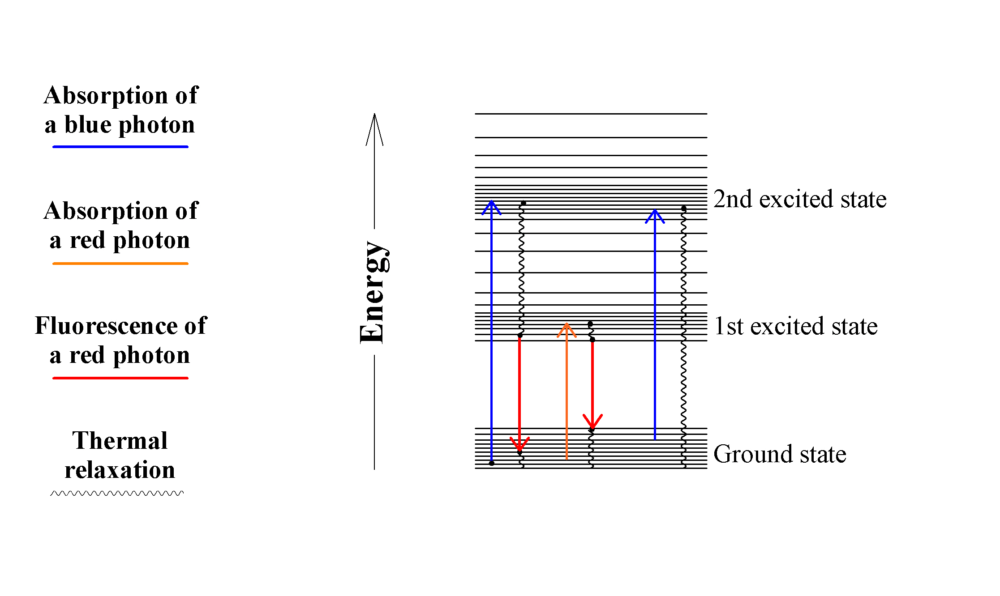 Absorption of
a blue photon
Absorption of
a red photon
Fluorescence of
a red photon
Thermal
relaxation
Energy
2nd excited state
1st excited state
Ground state